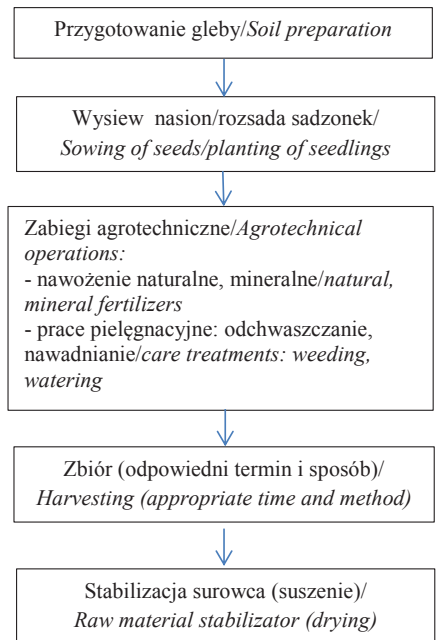 Przygotowanie gleby/Soil preparation
Wysiew nasion/rozsada sadzonek/
Sowing of seeds/planting of seedlings
Zabiegi agrotechniczne/Agrotechnical
operations:
- nawożenie naturalne, mineralne/natural,
mineral fertilizers
- prace pielęgnacyjne: odchwaszczanie,
nawadnianie/care treatments: weeding,
watering
Zbiór (odpowiedni termin i sposób)/
Harvesting (appropriate time and method)
Stabilizacja surowca (suszenie)/
Raw material stabilizator (drying)